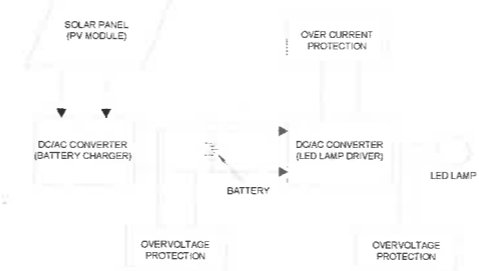 SOLAR PANEL
(PV MODULE)
OVER CURRENT
PROTECTION
DC/AC CONVERTER
(BATTERY CHARGER)
DC/AC CONVERTER
(LED LAMP DRIVER)
LED LAMP
BATTERY
OVERVOLTAGE
PROTECTION
OVERVOLTAGE
PROTECTION